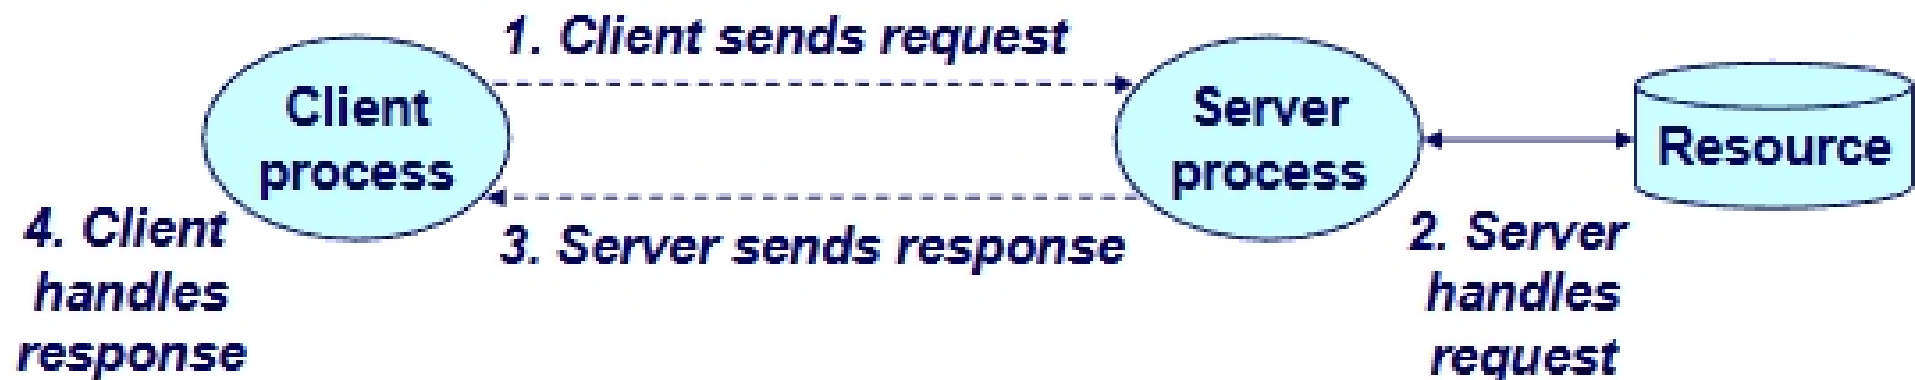 1. Client sends request
Client
process
Server
process
Resource
3. Server sends response
4. Client
handles
response
2. Server
handles
request